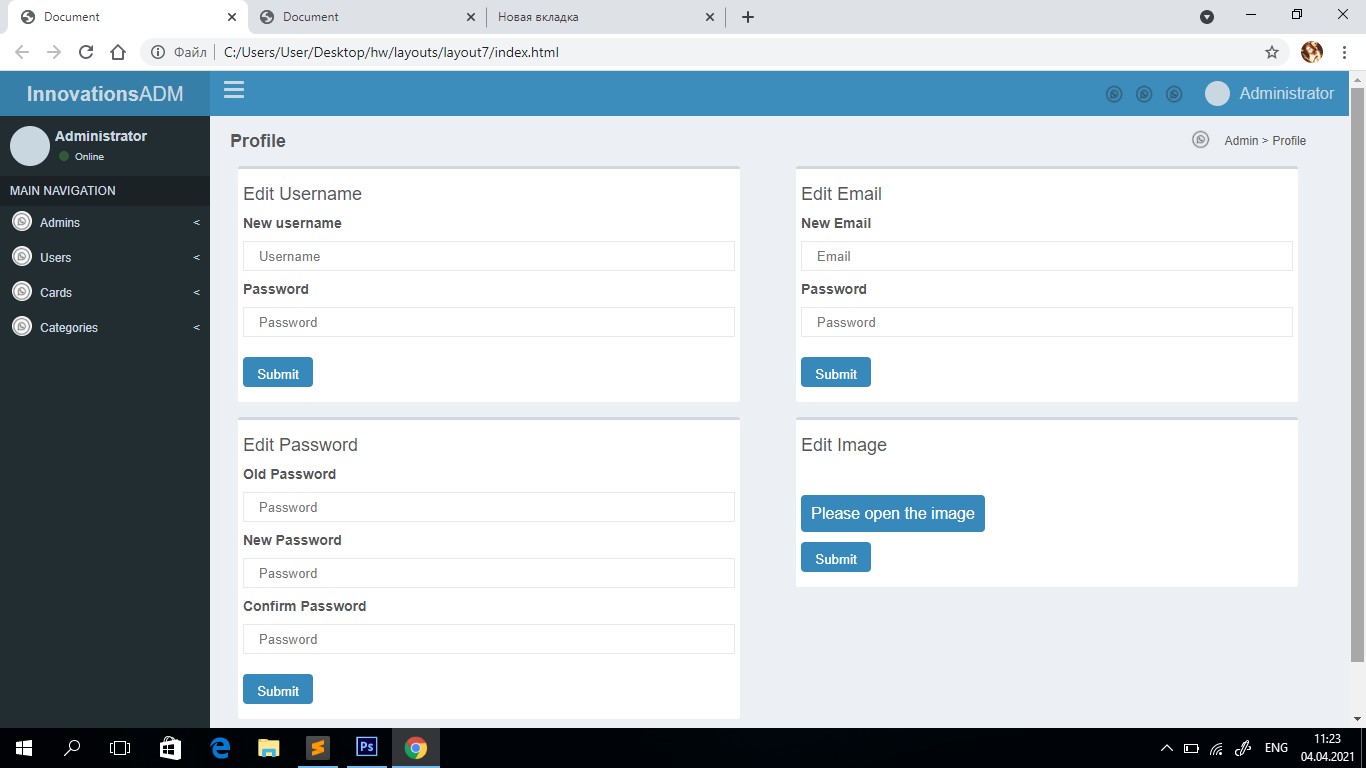 Document
Document
Новая вкладка
Файл
C:/Users/User/Desktop/hw/layouts/layout7/index.html
InnovationsADM
Administrator
Administrator
Online
Profile
Admin > Profile
MAIN NAVIGATION
Admins <
Users <
Cards <
Categories <
Edit Username
New username
Username
Password
Password
Submit
Edit Email
New Email
Email
Password
Password
Submit
Edit Password
Old Password
Password
New Password
Password
Confirm Password
Password
Submit
Edit Image
Please open the image
Submit
Ps
ENG
11:23
04.04.2021